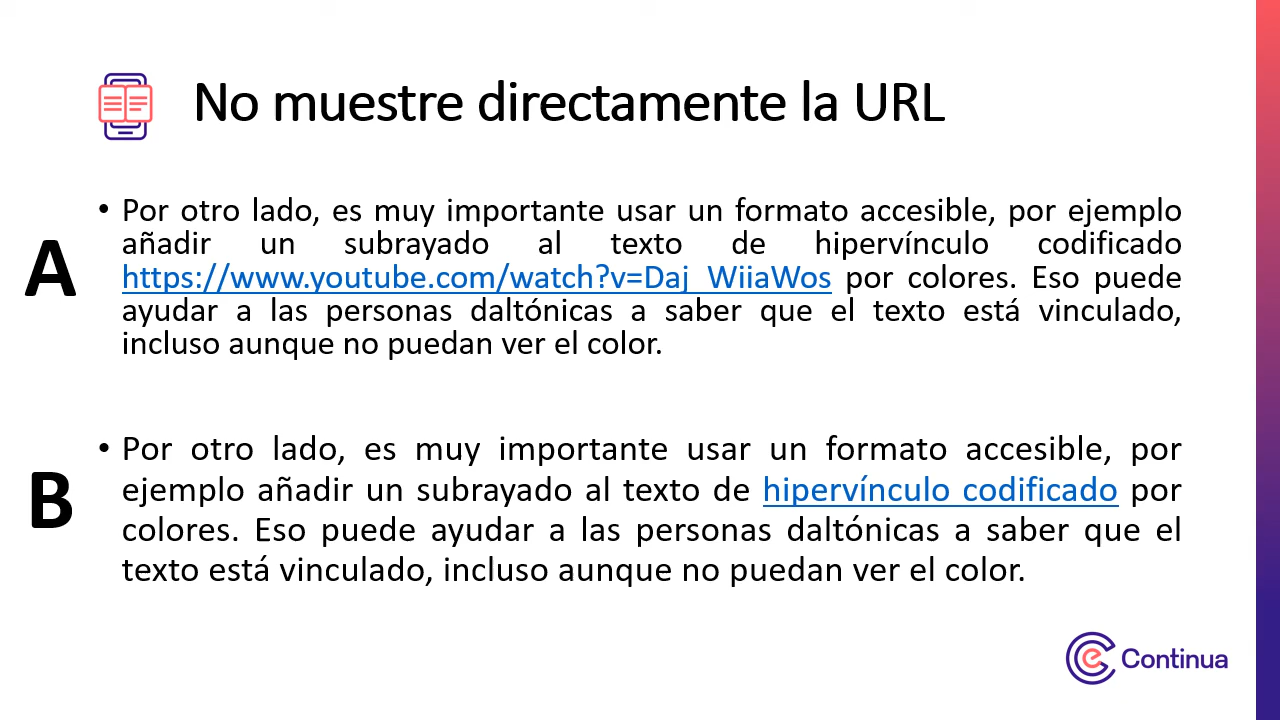 No muestre directamente la URL
A
• Por otro lado, es muy importante usar un formato accesible, por ejemplo
añadir un subrayado al texto de hipervínculo codificado
https://www.youtube.com/watch?v=Daj_WiiaWos por colores. Eso puede
ayudar a las personas daltónicas a saber que el texto está vinculado,
incluso aunque no puedan ver el color.
B
• Por otro lado, es muy importante usar un formato accesible, por
ejemplo añadir un subrayado al texto de hipervínculo codificado por
colores. Eso puede ayudar a las personas daltónicas a saber que el
texto está vinculado, incluso aunque no puedan ver el color.
Continua